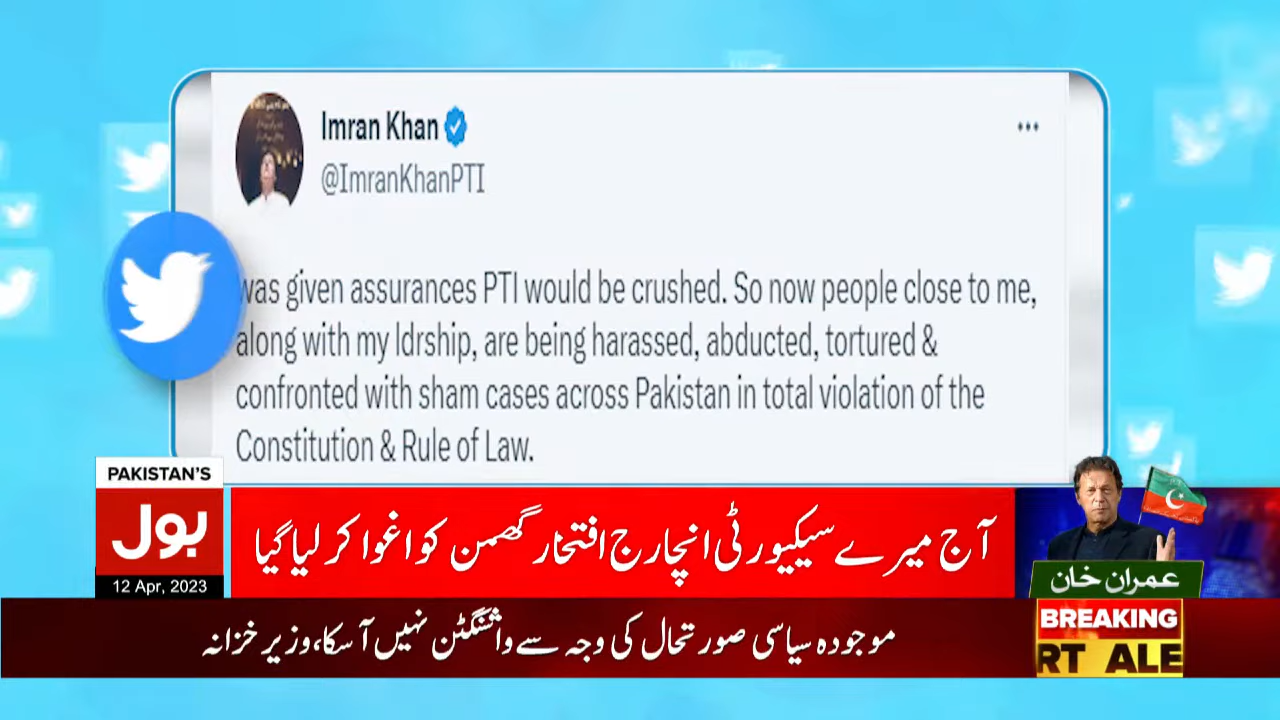 Imran Khan
@ImranKhanPTI
was given assurances PTI would be crushed. So now people close to me,
along with my ldrship, are being harassed, abducted, tortured &
confronted with sham cases across Pakistan in total violation of the
Constitution & Rule of Law.
PAKISTAN'S
بول
12 Apr, 2023
آج میرے سیکیورٹی انچارج افتخار گھمن کو اغوا کر لیا گیا
عمران خان
موجودہ سیاسی صورتحال کی وجہ سے واشنگٹن نہیں آ سکا، وزیر خزانہ
BREAKING
RT ALE